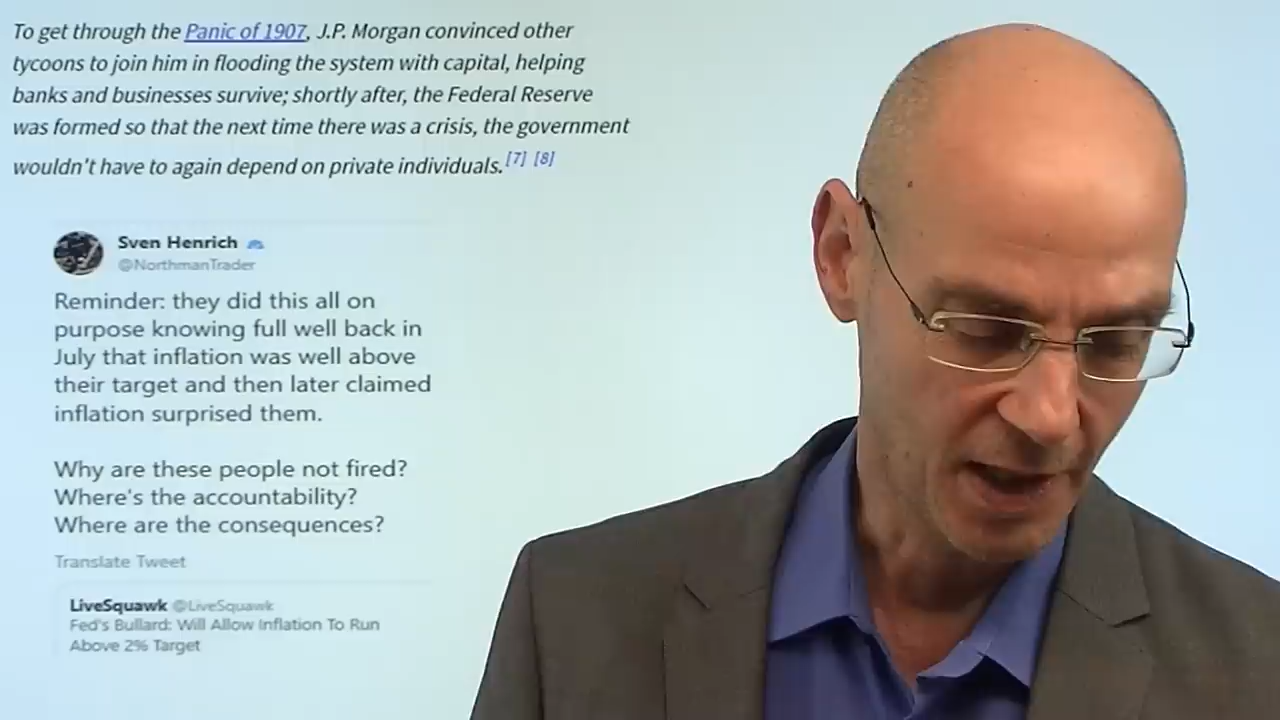 To get through the Panic of 1907, J.P. Morgan convinced other
tycoons to join him in flooding the system with capital, helping
banks and businesses survive; shortly after, the Federal Reserve
was formed so that the next time there was a crisis, the government
wouldn't have to again depend on private individuals.[7] [8]
Sven Henrich
@NorthmanTrader
Reminder: they did this all on
purpose knowing full well back in
July that inflation was well above
their target and then later claimed
inflation surprised them.
Why are these people not fired?
Where's the accountability?
Where are the consequences?
Translate Tweet
LiveSquawk @LiveSquawk
Fed's Bullard: Will Allow Inflation To Run
Above 2% Target